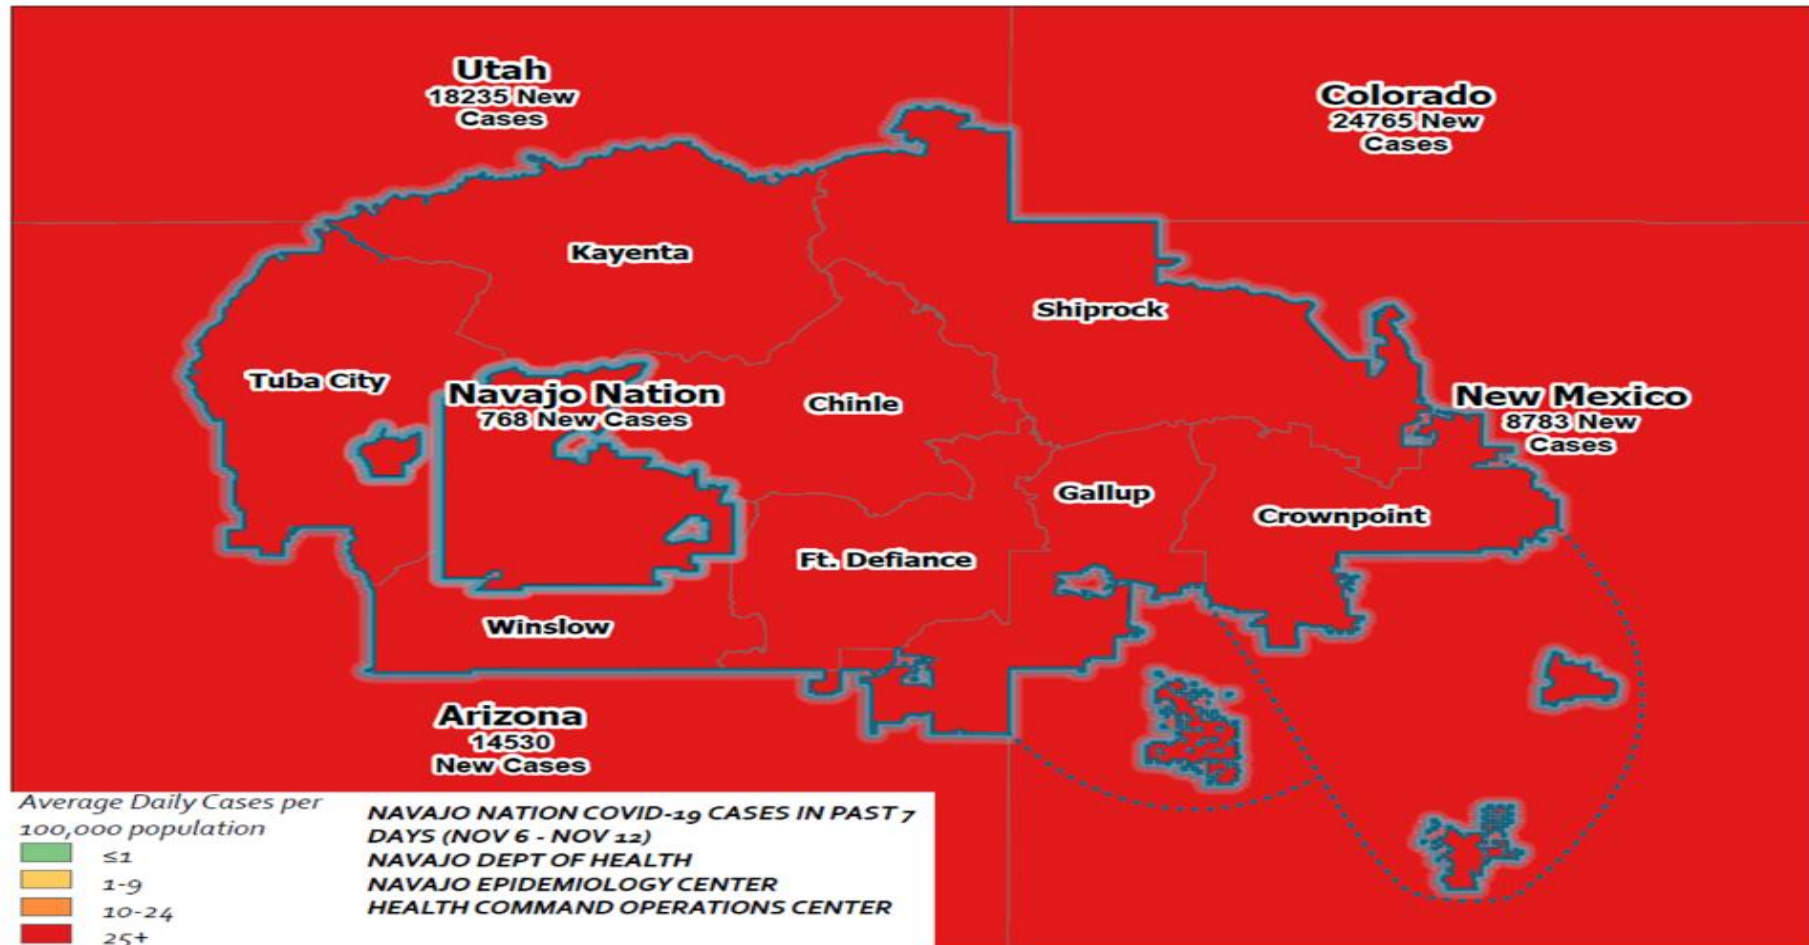 Utah
18235 New
Cases
Colorado
24765 New
Cases
Kayenta
Shiprock
Tuba City
Navajo Nation
768 New Cases
Chinle
New Mexico
8783 New
Cases
Gallup
Crownpoint
Ft. Defiance
Winslow
Arizona
14530
New Cases
Average Daily Cases per
100,000 population
≤1
1-9
10-24
25+
NAVAJO NATION COVID-19 CASES IN PAST 7
DAYS (NOV 6 - NOV 12)
NAVAJO DEPT OF HEALTH
NAVAJO EPIDEMIOLOGY CENTER
HEALTH COMMAND OPERATIONS CENTER